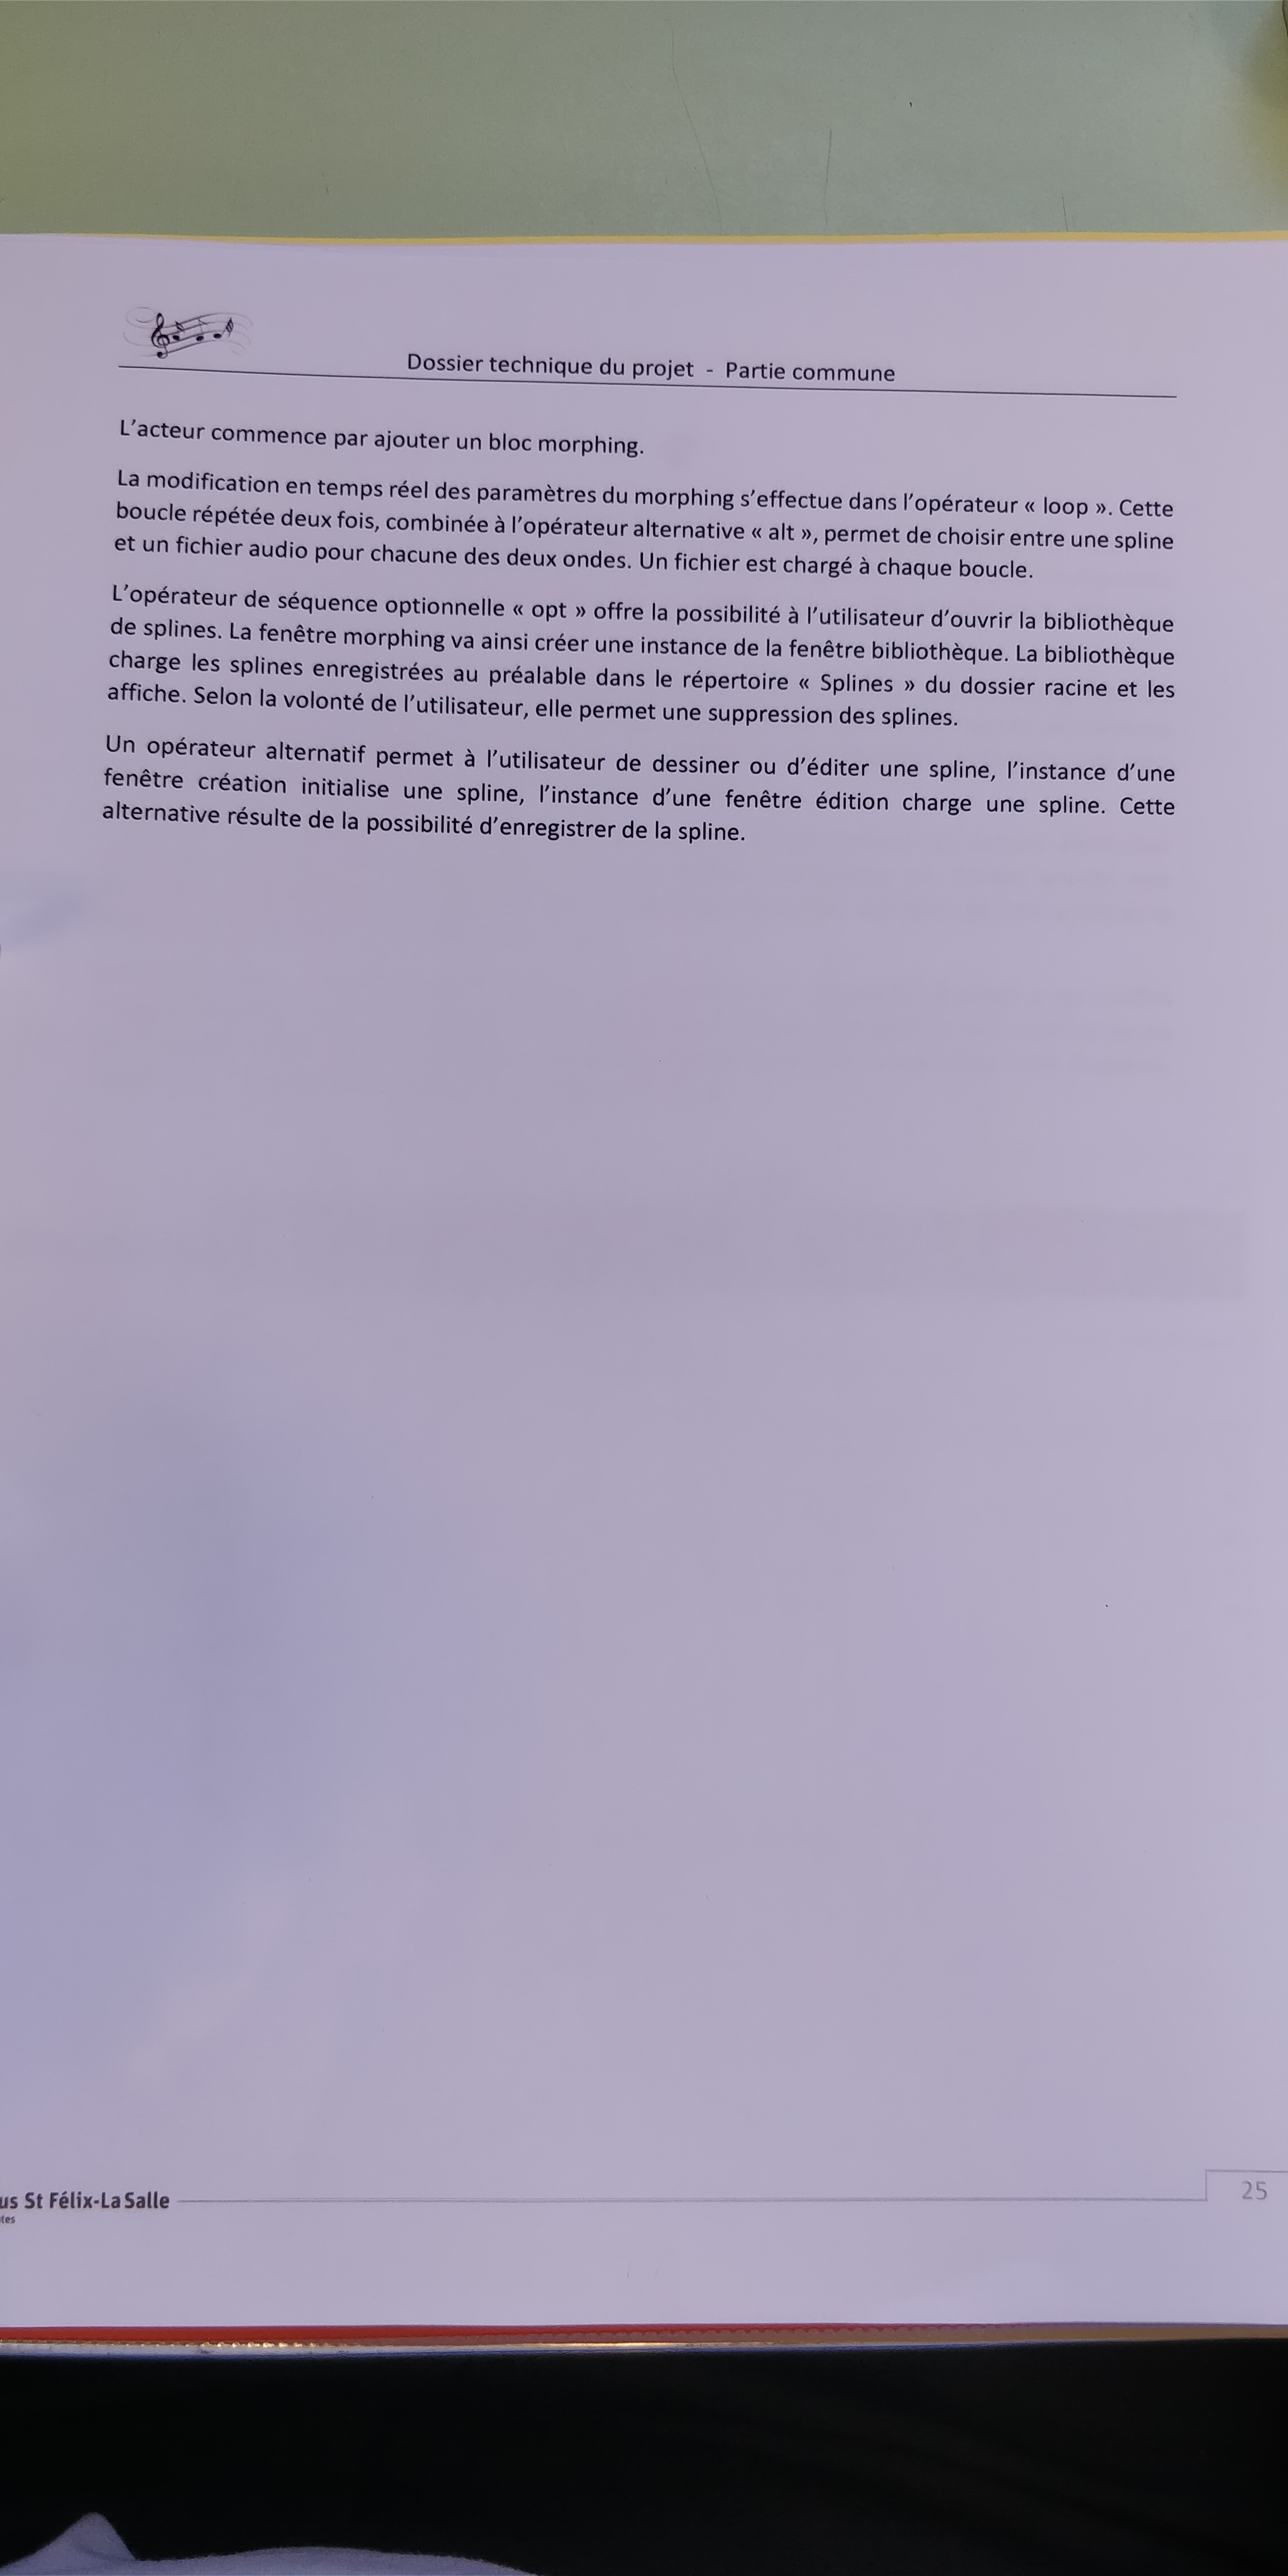 Dossier technique du projet - Partie commune
L'acteur commence par ajouter un bloc morphing.
La modification en temps réel des paramètres du morphing s'effectue dans l'opérateur « loop ». Cette
boucle répétée deux fois, combinée à l'opérateur alternative « alt », permet de choisir entre une spline
et un fichier audio pour chacune des deux ondes. Un fichier est chargé à chaque boucle.
L'opérateur de séquence optionnelle « opt » offre la possibilité à l'utilisateur d'ouvrir la bibliothèque
de splines. La fenêtre morphing va ainsi créer une instance de la fenêtre bibliothèque. La bibliothèque
charge les splines enregistrées au préalable dans le répertoire « Splines » du dossier racine et les
affiche. Selon la volonté de l'utilisateur, elle permet une suppression des splines.
Un opérateur alternatif permet à l'utilisateur de dessiner ou d'éditer une spline, l'instance d'une
fenêtre création initialise une spline, l'instance d'une fenêtre édition charge une spline. Cette
alternative résulte de la possibilité d'enregistrer de la spline.
us St Félix-La Salle
tes
25